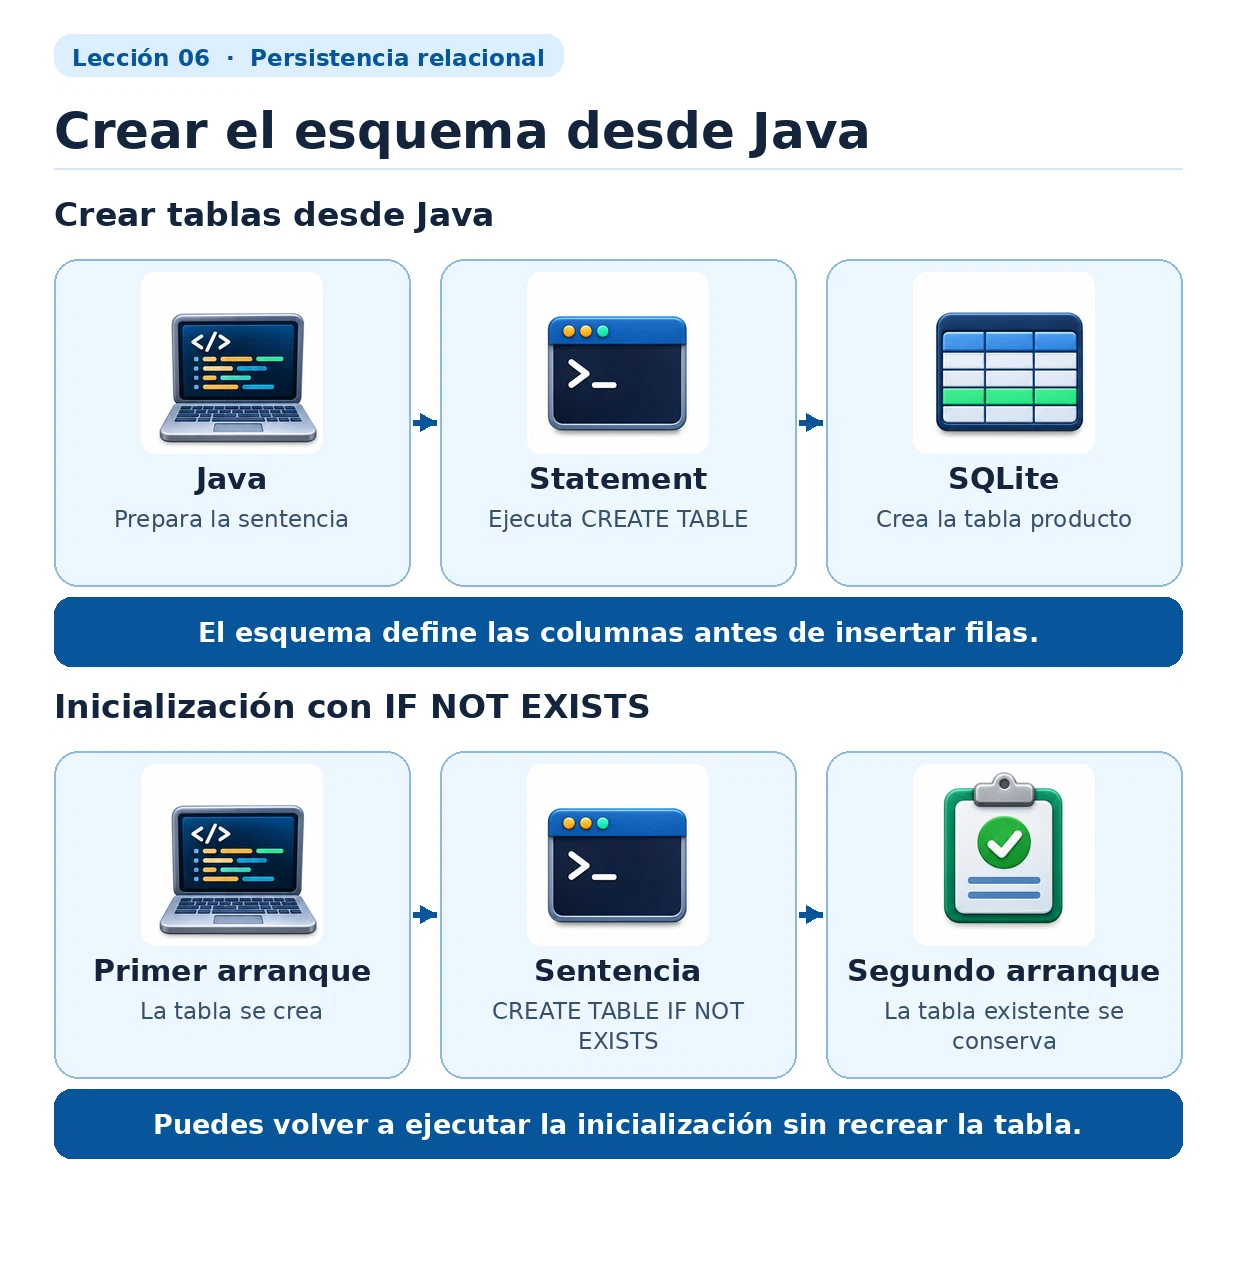 Lección 06 · Persistencia relacional
Crear el esquema desde Java
Crear tablas desde Java
</>
>_
Java
Statement
SQLite
Prepara la sentencia
Ejecuta CREATE TABLE
Crea la tabla producto
El esquema define las columnas antes de insertar filas.
Inicialización con IF NOT EXISTS
</>
>_
Primer arranque
Sentencia
Segundo arranque
La tabla se crea
CREATE TABLE IF NOT
EXISTS
La tabla existente se
conserva
Puedes volver a ejecutar la inicialización sin recrear la tabla.